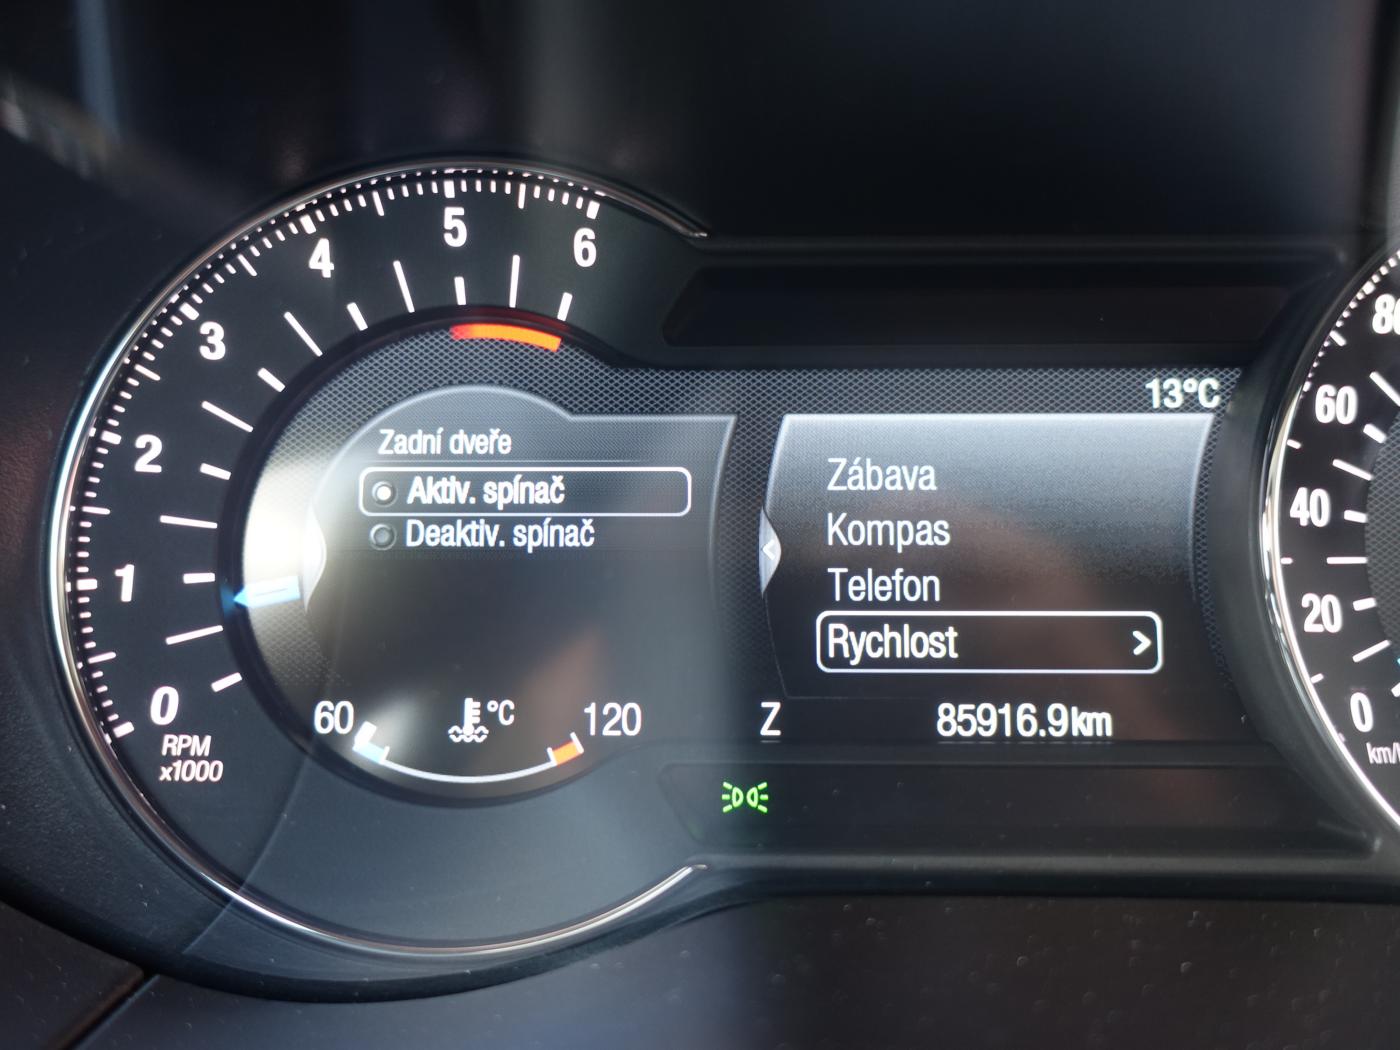 6
5
4
3
2
1
0
RPM
x1000
Zadní dveře
Aktiv. spínač
Deaktiv. spínač
60
°C
120
13°C
Zábava
Kompas
Telefon
Rychlost >
Z 85916.9km
80
60
40
20
0